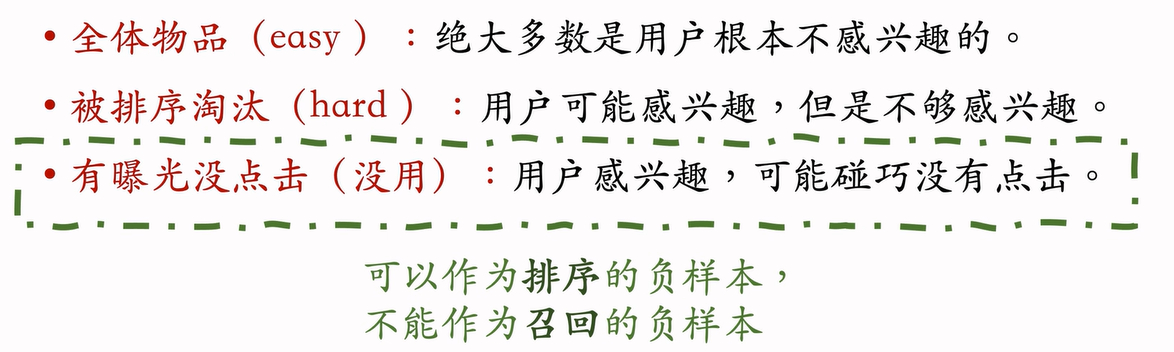 • 全体物品（easy）：绝大多数是用户根本不感兴趣的。
• 被排序淘汰（hard）：用户可能感兴趣，但是不够感兴趣。
• 有曝光没点击（没用）：用户感兴趣，可能碰巧没有点击。
可以作为排序的负样本，
不能作为召回的负样本